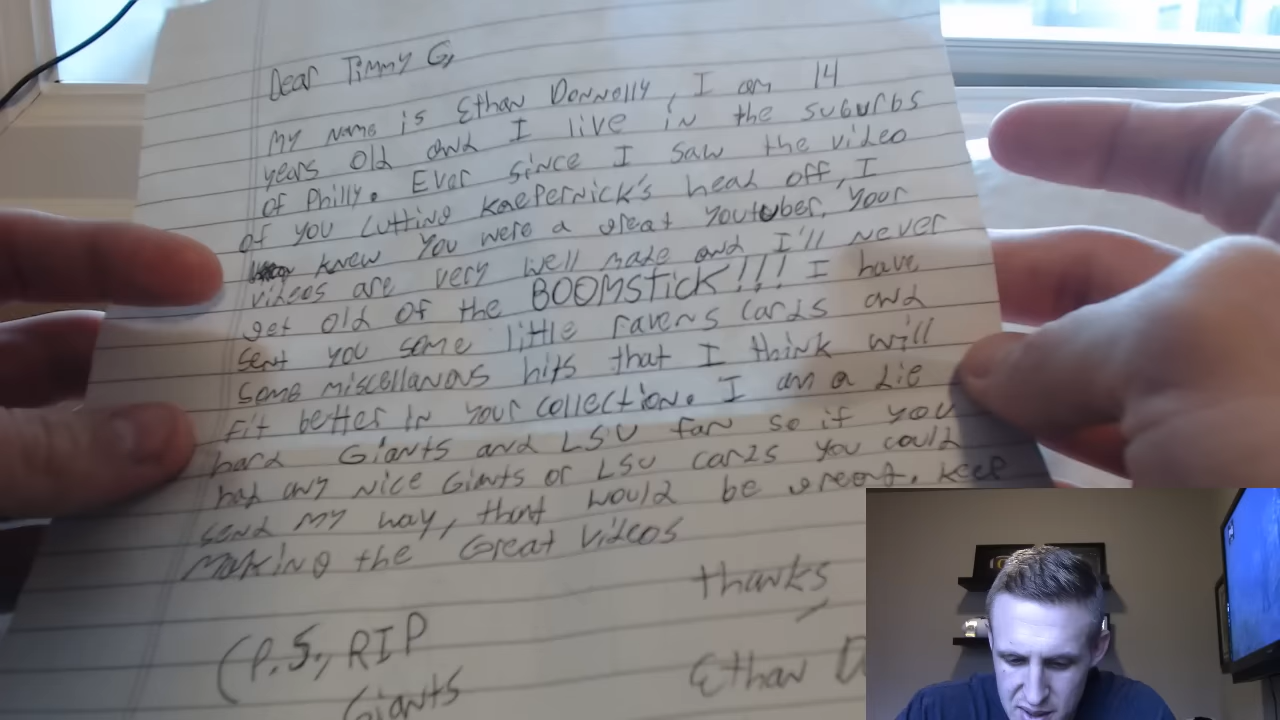 Dear Timmy G,
My name is Ethan Donnelly, I am 14
years old and I live in the suburbs
of Philly. Ever since I saw the video
of you cutting Kaepernick's head off, I
knew you were a great Youtuber. Your
videos are very well made and I'll never
get old of the BOOMSTICK!!! I have
sent you some little ravens cards and
some miscellanous hits that I think will
fit better in your collection. I am a die
hard Giants and LSU fan so if you
had any nice Giants or LSU cards you could
send my way, that would be great. Keep
making the Great videos
thanks
(P.S., RIP
Giants
Ethan D